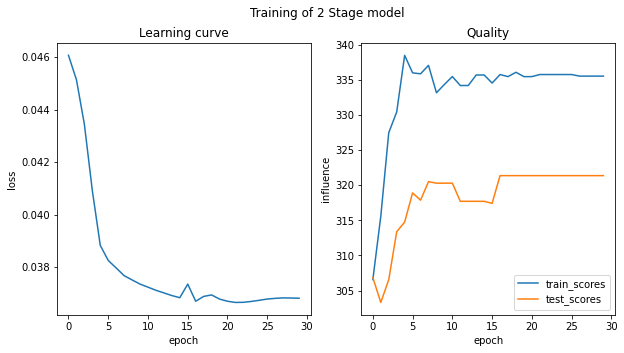 Training of 2 Stage model
Learning curve
0.046
0.044
0.042
0.040
0.038
loss
0 5 10 15 20 25 30
epoch
Quality
340
335
330
325
320
315
310
305
influence
0 5 10 15 20 25 30
epoch
train_scores
test_scores